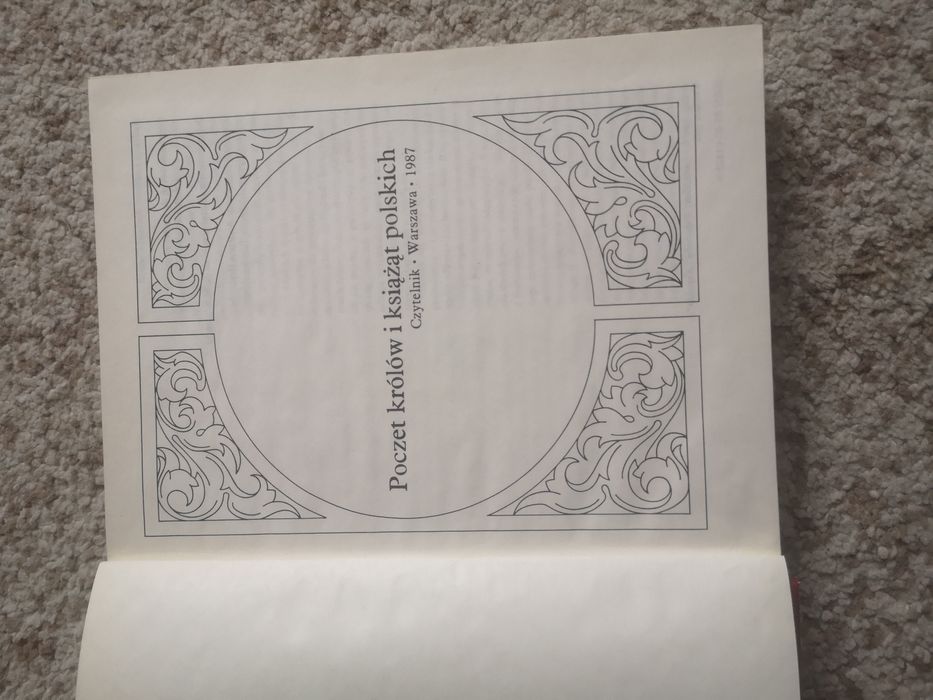 Poczet królów i książąt polskich
Czytelnik • Warszawa • 1987